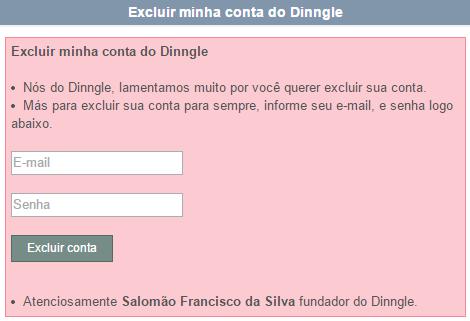 Excluir minha conta do Dinngle
Excluir minha conta do Dinngle
• Nós do Dinngle, lamentamos muito por você querer excluir sua conta.
• Más para excluir sua conta para sempre, informe seu e-mail, e senha logo
abaixo.
E-mail
Senha
Excluir conta
• Atenciosamente Salomão Francisco da Silva fundador do Dinngle.